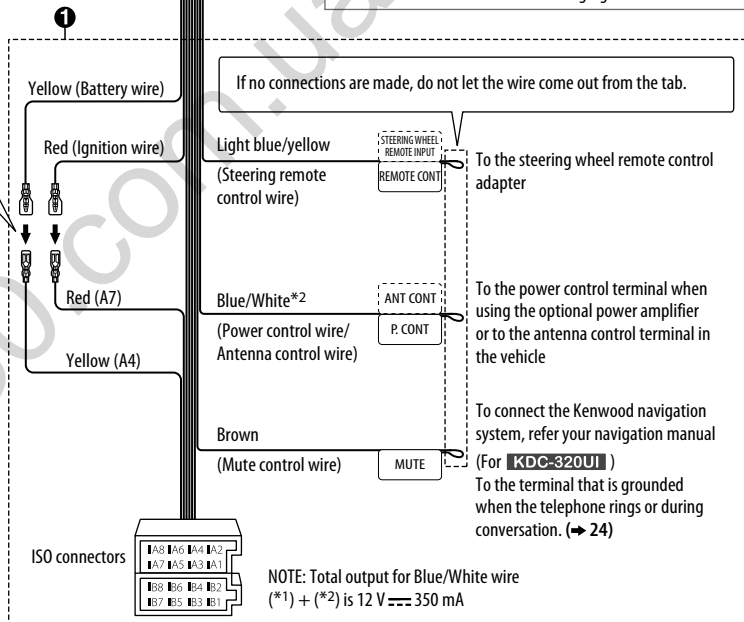 ❶
If no connections are made, do not let the wire come out from the tab.
Yellow (Battery wire)
Red (Ignition wire)
Light blue/yellow
(Steering remote
control wire)
STEERING WHEEL
REMOTE INPUT
REMOTE CONT
To the steering wheel remote control
adapter
Red (A7)
Yellow (A4)
Blue/White*2
(Power control wire/
Antenna control wire)
ANT CONT
P. CONT
To the power control terminal when
using the optional power amplifier
or to the antenna control terminal in
the vehicle
Brown
(Mute control wire)
MUTE
To connect the Kenwood navigation
system, refer your navigation manual
(For KDC-320UI )
To the terminal that is grounded
when the telephone rings or during
conversation. (➜ 24)
ISO connectors
A8 A6 A4 A2
A7 A5 A3 A1
B8 B6 B4 B2
B7 B5 B3 B1
NOTE: Total output for Blue/White wire
(*1) + (*2) is 12 V ⎓ 350 mA